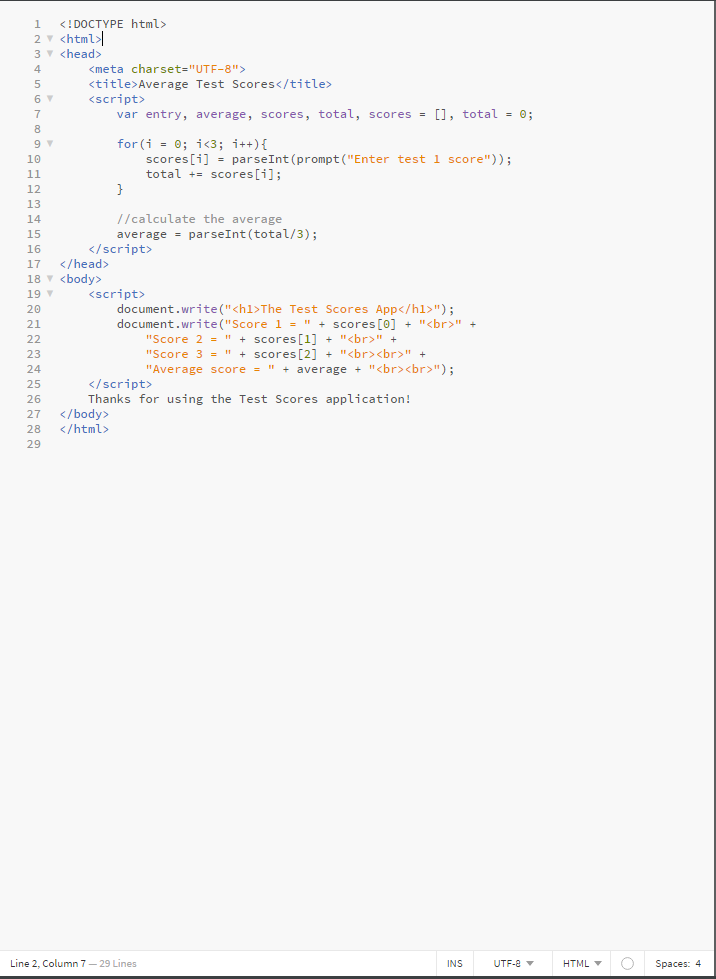 1 <!DOCTYPE html>
2 <html>
3 <head>
4     <meta charset="UTF-8">
5     <title>Average Test Scores</title>
6     <script>
7         var entry, average, scores, total, scores = [], total = 0;
8
9         for(i = 0; i<3; i++){
10             scores[i] = parseInt(prompt("Enter test 1 score"));
11             total += scores[i];
12         }
13
14         //calculate the average
15         average = parseInt(total/3);
16     </script>
17 </head>
18 <body>
19     <script>
20         document.write("<h1>The Test Scores App</h1>");
21         document.write("Score 1 = " + scores[0] + "<br>" +
22             "Score 2 = " + scores[1] + "<br>" +
23             "Score 3 = " + scores[2] + "<br><br>" +
24             "Average score = " + average + "<br><br>");
25     </script>
26     Thanks for using the Test Scores application!
27 </body>
28 </html>
29
Line 2, Column 7 — 29 Lines INS UTF-8 HTML Spaces: 4